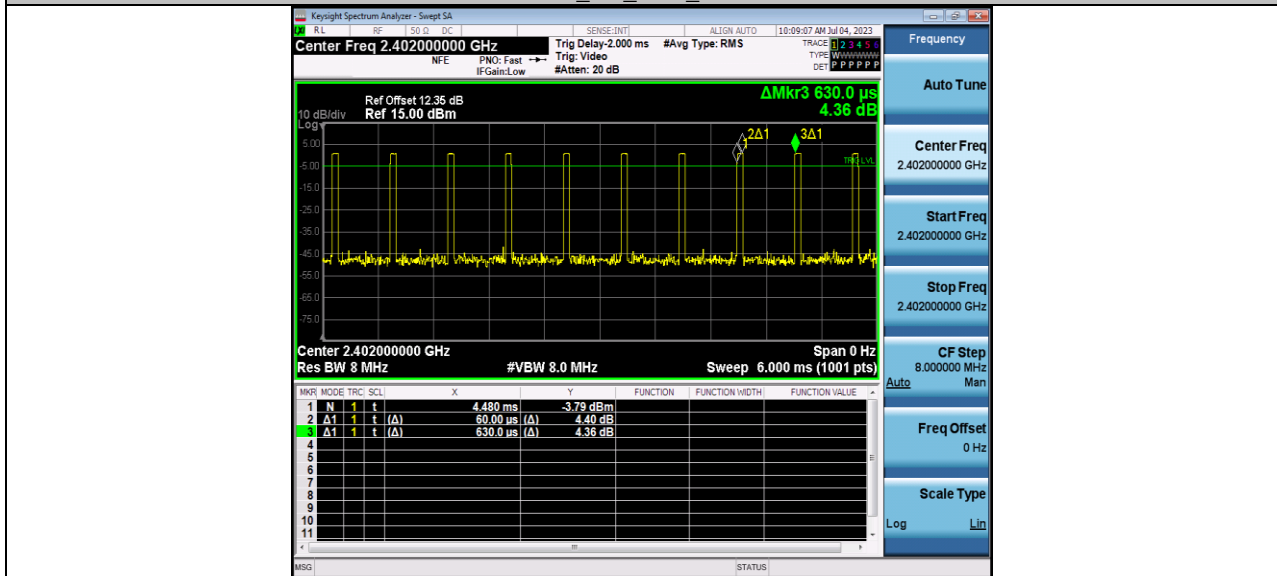 Keysight Spectrum Analyzer - Swept SA
RL RF 50 Ω DC SENSE:INT ALIGN AUTO 10:09:07 AM Jul 04, 2023
Center Freq 2.402000000 GHz
NFE PNO: Fast IFGain:Low
Trig Delay-2.000 ms
Trig: Video
#Atten: 20 dB
#Avg Type: RMS
TRACE 1 2 3 4 5 6
TYPE WWWWWW
DET P P P P P P
ΔMkr3 630.0 µs
4.36 dB
Ref Offset 12.35 dB
10 dB/div Ref 15.00 dBm
Log
5.00
-5.00
-15.0
-25.0
-35.0
-45.0
-55.0
-65.0
-75.0
2Δ1
1
3Δ1
TRIG LVL
Center 2.402000000 GHz Span 0 Hz
Res BW 8 MHz #VBW 8.0 MHz Sweep 6.000 ms (1001 pts)
MKR MODE TRC SCL X Y FUNCTION FUNCTION WIDTH FUNCTION VALUE
1 N 1 t 4.480 ms -3.79 dBm
2 Δ1 1 t (Δ) 60.00 µs (Δ) 4.40 dB
3 Δ1 1 t (Δ) 630.0 µs (Δ) 4.36 dB
4
5
6
7
8
9
10
11
MSG STATUS
Frequency
Auto Tune
Center Freq
2.402000000 GHz
Start Freq
2.402000000 GHz
Stop Freq
2.402000000 GHz
CF Step
8.000000 MHz
Auto Man
Freq Offset
0 Hz
Scale Type
Log Lin